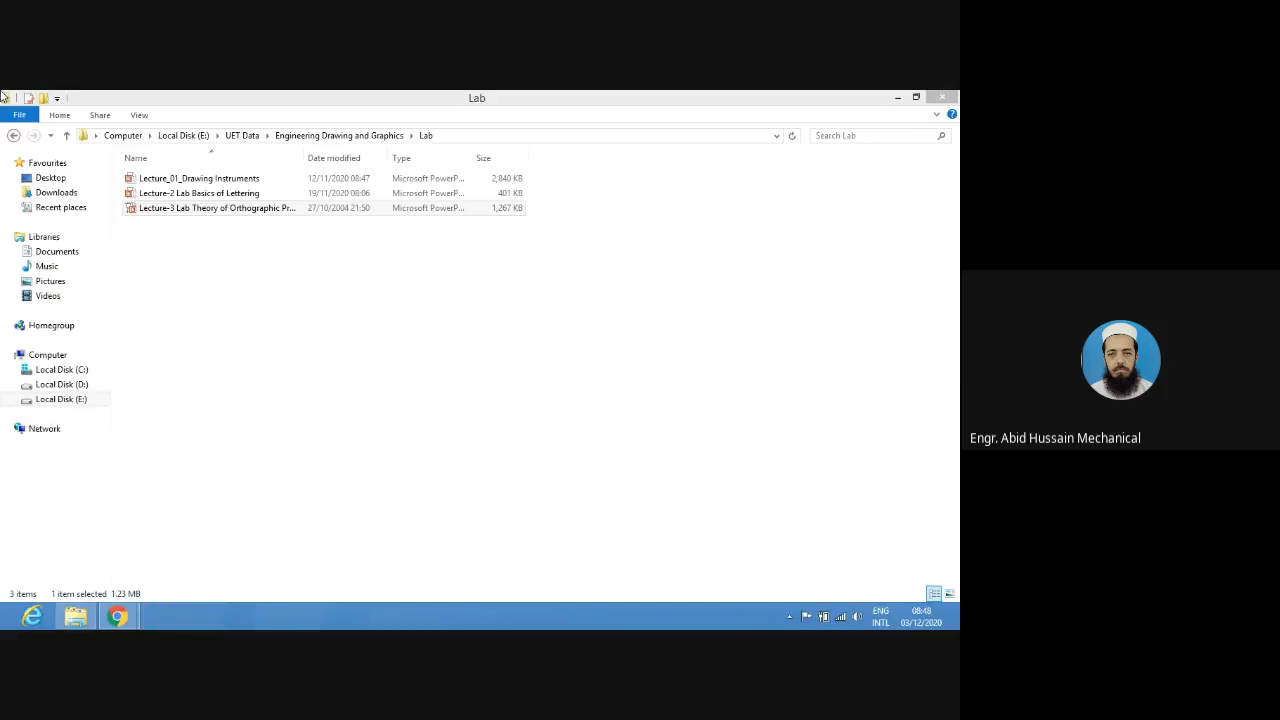 Lab
File Home Share View
Computer Local Disk (E:) UET Data Engineering Drawing and Graphics Lab
Search Lab
Name Date modified Type Size
Lecture_01_Drawing Instruments 12/11/2020 08:47 Microsoft PowerP... 2,840 KB
Lecture-2 Lab Basics of Lettering 19/11/2020 08:06 Microsoft PowerP... 401 KB
Lecture-3 Lab Theory of Orthographic Pr... 27/10/2004 21:50 Microsoft PowerP... 1,267 KB
Favourites
Desktop
Downloads
Recent places
Libraries
Documents
Music
Pictures
Videos
Homegroup
Computer
Local Disk (C:)
Local Disk (D:)
Local Disk (E:)
Network
3 items 1 item selected 1.23 MB
ENG 08:48
INTL 03/12/2020
Engr. Abid Hussain Mechanical